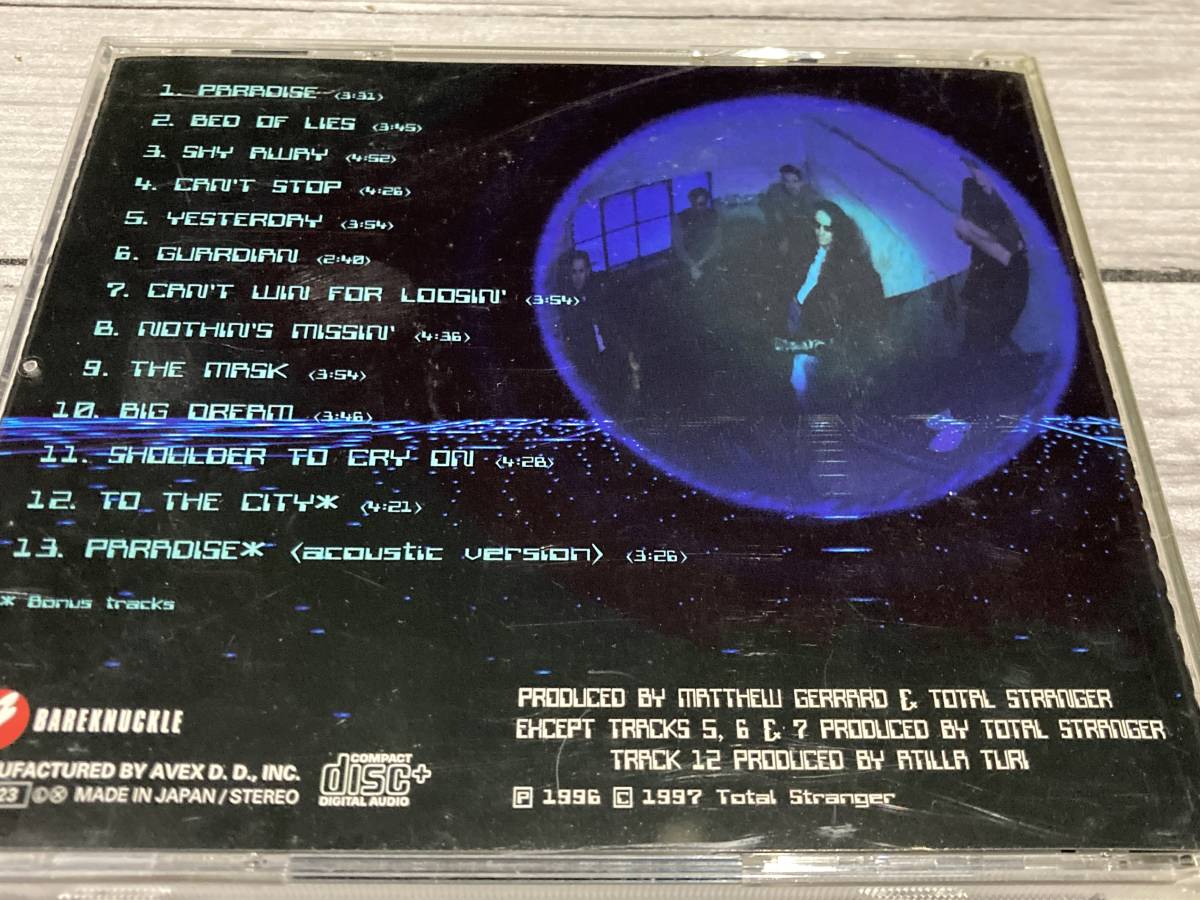 1. PARADISE (3:31)
2. BED OF LIES (3:45)
3. SHY AWAY (4:52)
4. CAN'T STOP (4:26)
5. YESTERDAY (3:54)
6. GUARDIAN (2:40)
7. CAN'T WIN FOR LOOSIN' (3:54)
8. NOTHIN'S MISSIN' (4:36)
9. THE MASK (3:54)
10. BIG DREAM (3:46)
11. SHOULDER TO CRY ON (4:28)
12. TO THE CITY* (4:21)
13. PARADISE* (acoustic version) (3:26)
* Bonus tracks
BAREKNUCKLE
UFACTURED BY AVEX D. D., INC.
23 MADE IN JAPAN / STEREO
COMPACT
disc+
DIGITAL AUDIO
PRODUCED BY MATTHEW GERRARD & TOTAL STRANGER
EXCEPT TRACKS 5, 6 & 7 PRODUCED BY TOTAL STRANGER
TRACK 12 PRODUCED BY ATILLA TURI
Ⓟ 1996 © 1997 Total Stranger